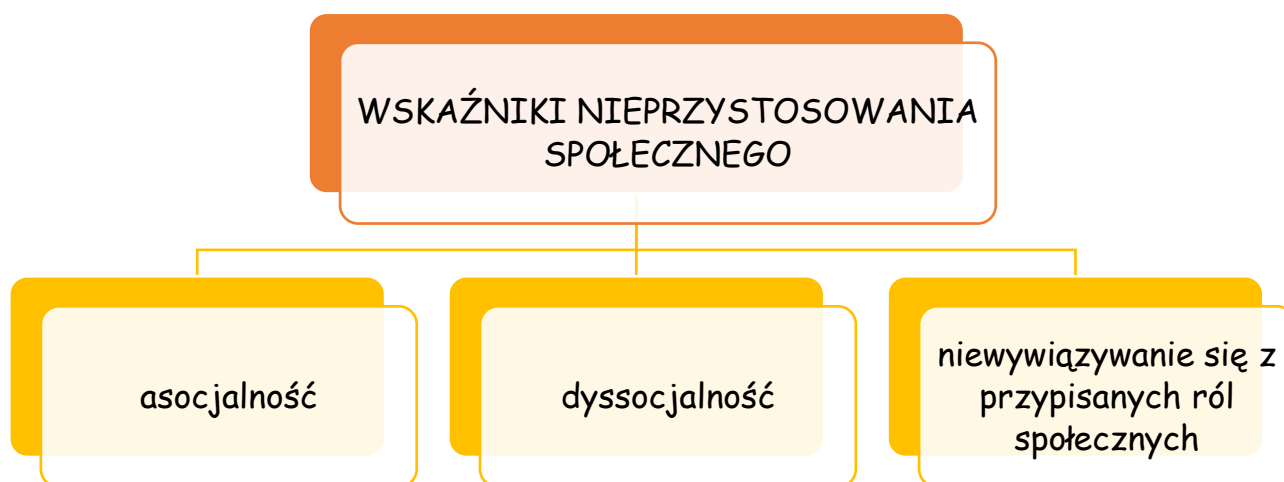 WSKAŹNIKI NIEPRZYSTOSOWANIA
SPOŁECZNEGO
asocjalność
dyssocjalność
niewywiązywanie się z
przypisanych ról
społecznych